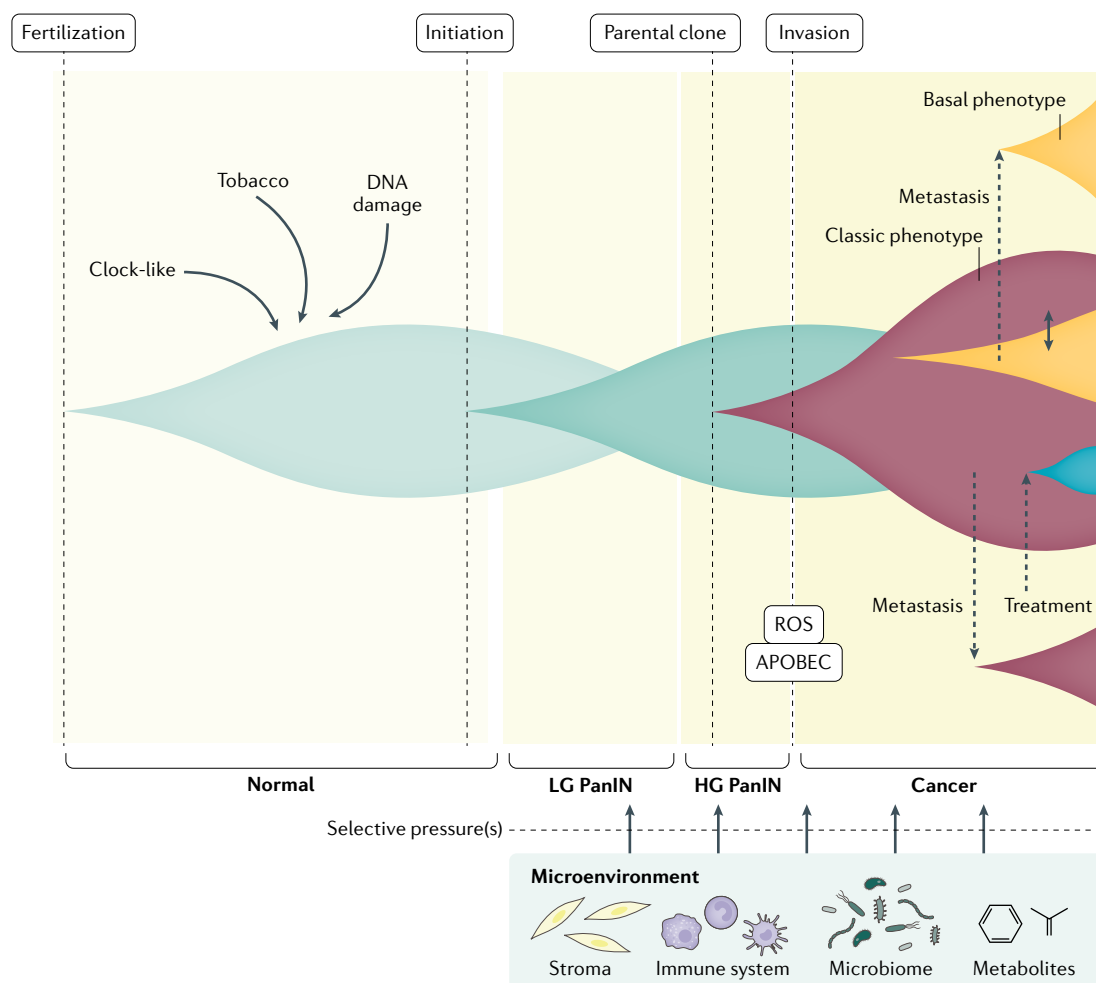 Fertilization
Initiation
Parental clone
Invasion
Basal phenotype
Tobacco
DNA
damage
Metastasis
Classic phenotype
Clock-like
Metastasis
Treatment
ROS
APOBEC
Normal
LG PanIN
HG PanIN
Cancer
Selective pressure(s)
Microenvironment
Stroma
Immune system
Microbiome
Metabolites